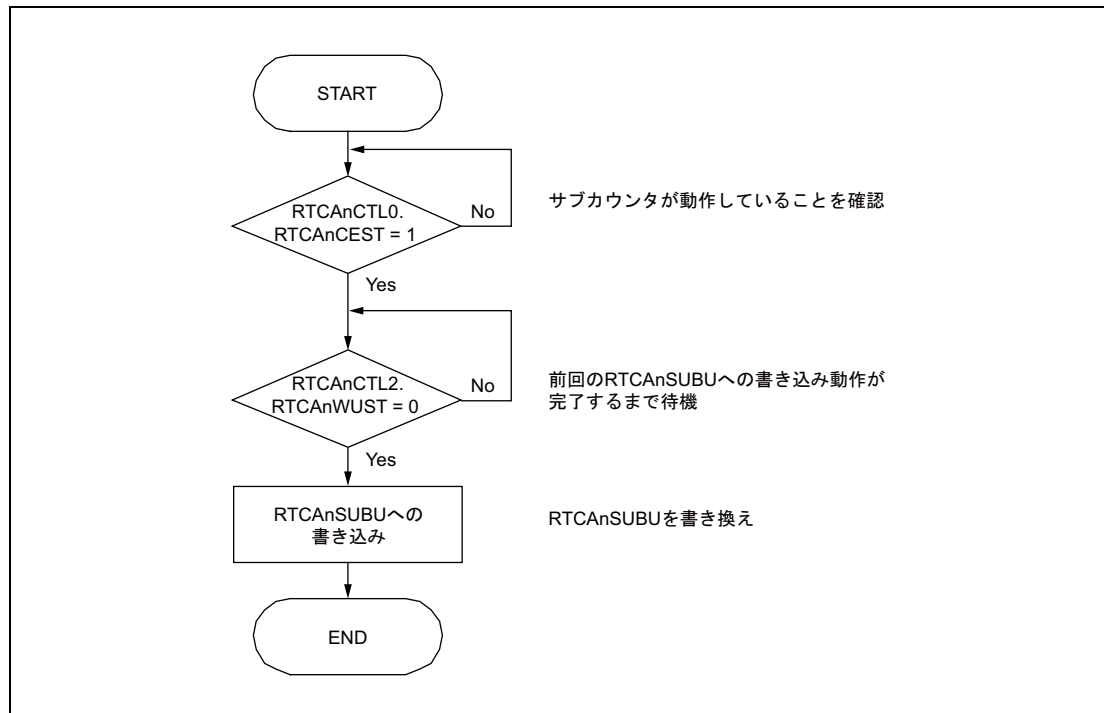 START
RTCAnCTL0.
RTCAnCEST = 1
No
サブカウンタが動作していることを確認
Yes
RTCAnCTL2.
RTCAnWUST = 0
No
前回のRTCAnSUBUへの書き込み動作が
完了するまで待機
Yes
RTCAnSUBUへの
書き込み
RTCAnSUBUを書き換え
END